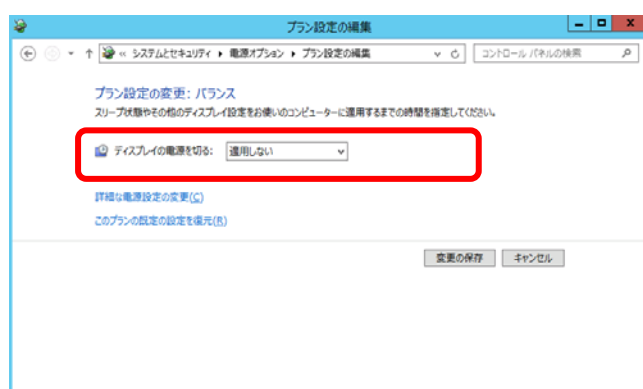 プラン設定の編集
« システムとセキュリティ ▸ 電源オプション ▸ プラン設定の編集 コントロール パネルの検索
プラン設定の変更: バランス
スリープ状態やその他のディスプレイ設定をお使いのコンピューターに適用するまでの時間を指定してください。
ディスプレイの電源を切る: 適用しない
詳細な電源設定の変更(C)
このプランの既定の設定を復元(R)
変更の保存 キャンセル